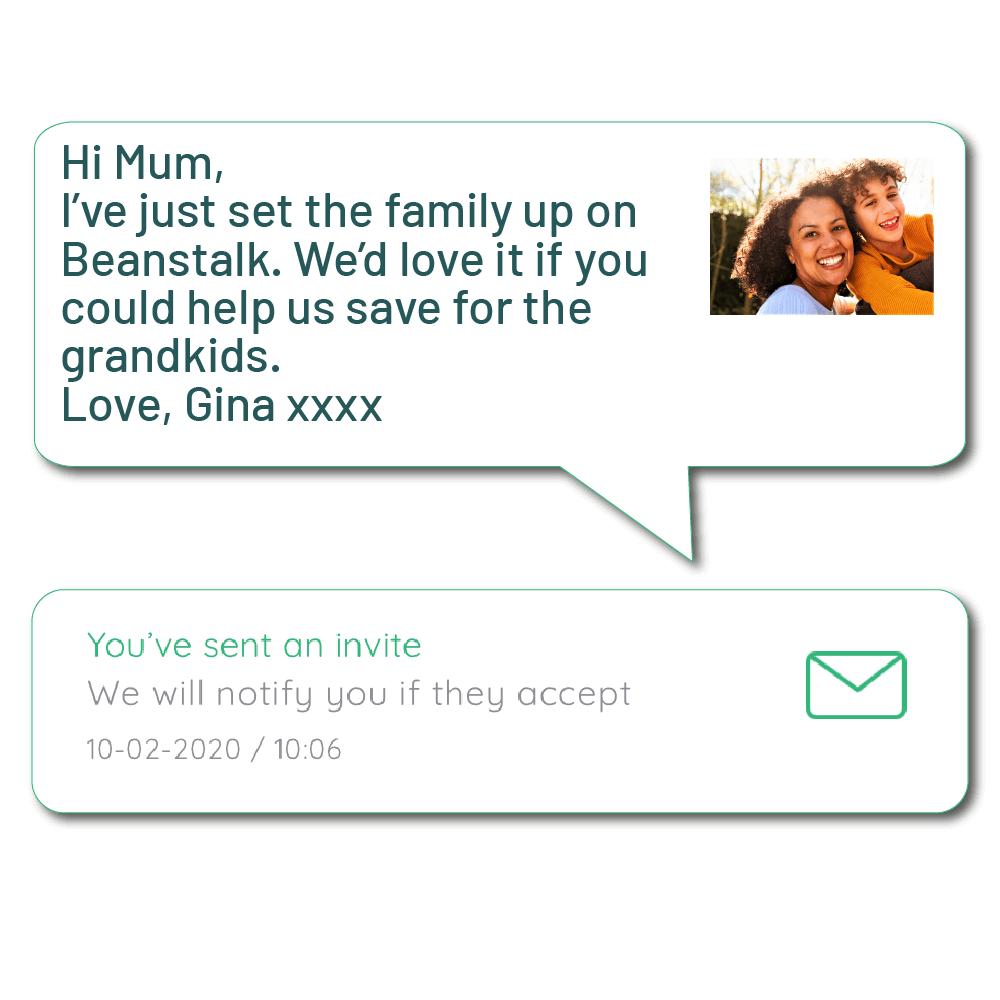 Hi Mum,
I’ve just set the family up on
Beanstalk. We’d love it if you
could help us save for the
grandkids.
Love, Gina xxxx
You’ve sent an invite
We will notify you if they accept
10-02-2020 / 10:06